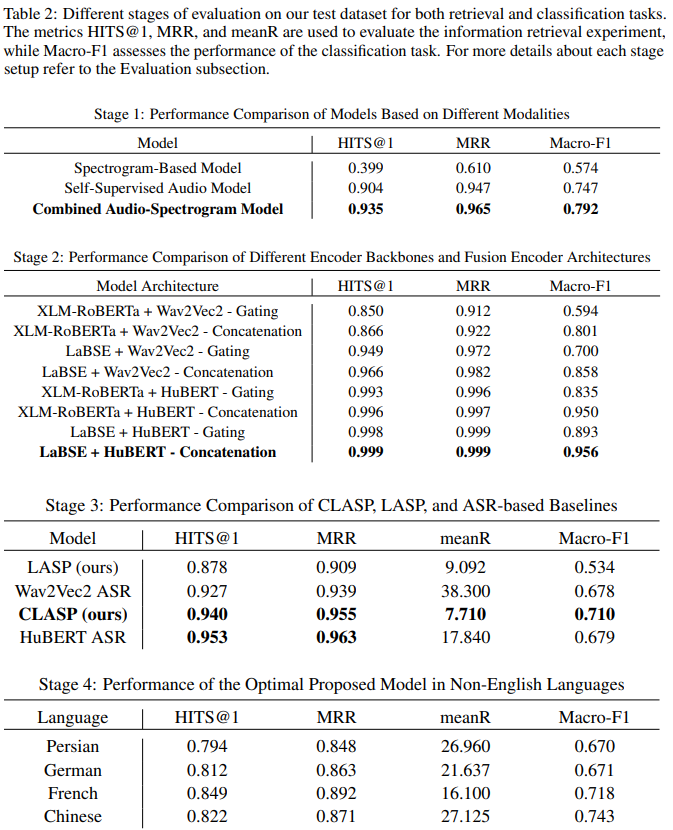 Table 2: Different stages of evaluation on our test dataset for both retrieval and classification tasks.
The metrics HITS@1, MRR, and meanR are used to evaluate the information retrieval experiment,
while Macro-F1 assesses the performance of the classification task. For more details about each stage
setup refer to the Evaluation subsection.
Stage 1: Performance Comparison of Models Based on Different Modalities
Model HITS@1 MRR Macro-F1
Spectrogram-Based Model 0.399 0.610 0.574
Self-Supervised Audio Model 0.904 0.947 0.747
Combined Audio-Spectrogram Model 0.935 0.965 0.792
Stage 2: Performance Comparison of Different Encoder Backbones and Fusion Encoder Architectures
Model Architecture HITS@1 MRR Macro-F1
XLM-RoBERTa + Wav2Vec2 - Gating 0.850 0.912 0.594
XLM-RoBERTa + Wav2Vec2 - Concatenation 0.866 0.922 0.801
LaBSE + Wav2Vec2 - Gating 0.949 0.972 0.700
LaBSE + Wav2Vec2 - Concatenation 0.966 0.982 0.858
XLM-RoBERTa + HuBERT - Gating 0.993 0.996 0.835
XLM-RoBERTa + HuBERT - Concatenation 0.996 0.997 0.950
LaBSE + HuBERT - Gating 0.998 0.999 0.893
LaBSE + HuBERT - Concatenation 0.999 0.999 0.956
Stage 3: Performance Comparison of CLASP, LASP, and ASR-based Baselines
Model HITS@1 MRR meanR Macro-F1
LASP (ours) 0.878 0.909 9.092 0.534
Wav2Vec2 ASR 0.927 0.939 38.300 0.678
CLASP (ours) 0.940 0.955 7.710 0.710
HuBERT ASR 0.953 0.963 17.840 0.679
Stage 4: Performance of the Optimal Proposed Model in Non-English Languages
Language HITS@1 MRR meanR Macro-F1
Persian 0.794 0.848 26.960 0.670
German 0.812 0.863 21.637 0.671
French 0.849 0.892 16.100 0.718
Chinese 0.822 0.871 27.125 0.743